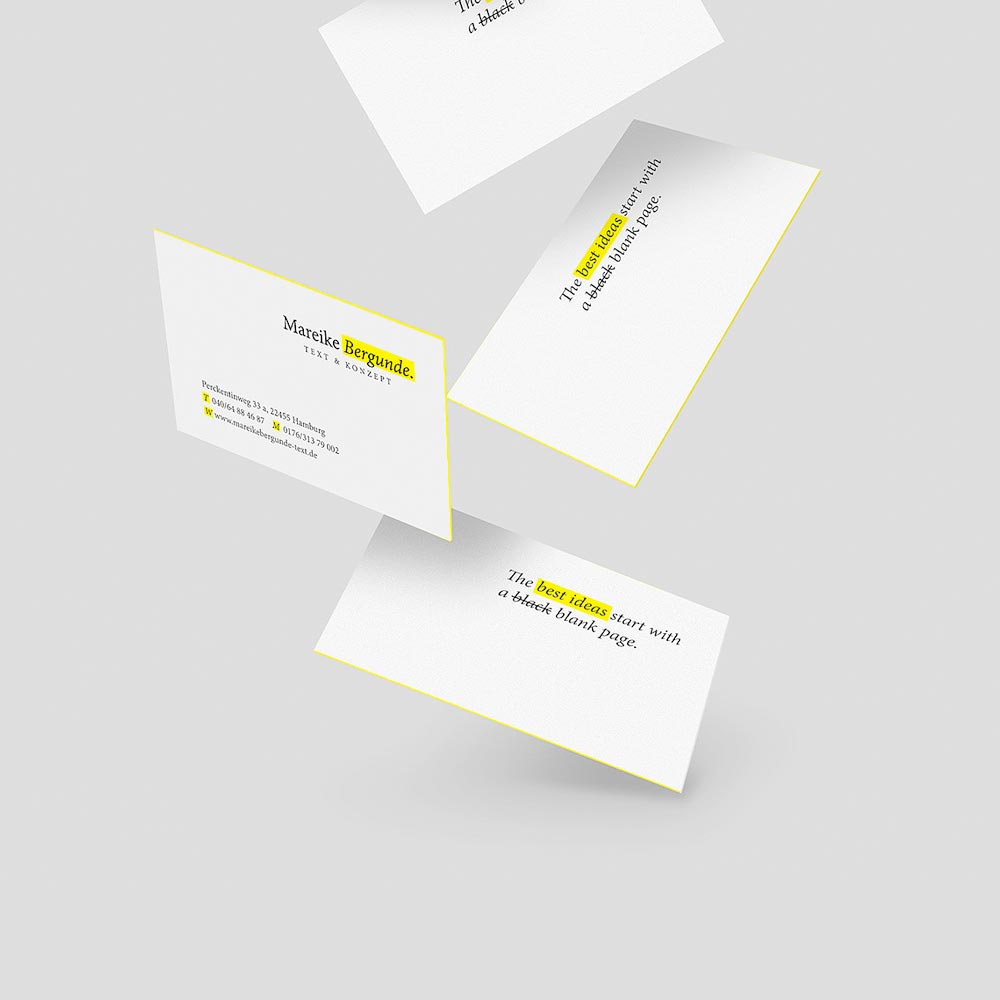 The
a black b
The best ideas start with
a black blank page.
Mareike Bergunde.
TEXT & KONZEPT
Perckentinweg 33 a, 22455 Hamburg
T 040/64 88 46 87 M 0176/313 79 002
W www.mareikebergunde-text.de
The best ideas start with
a black blank page.